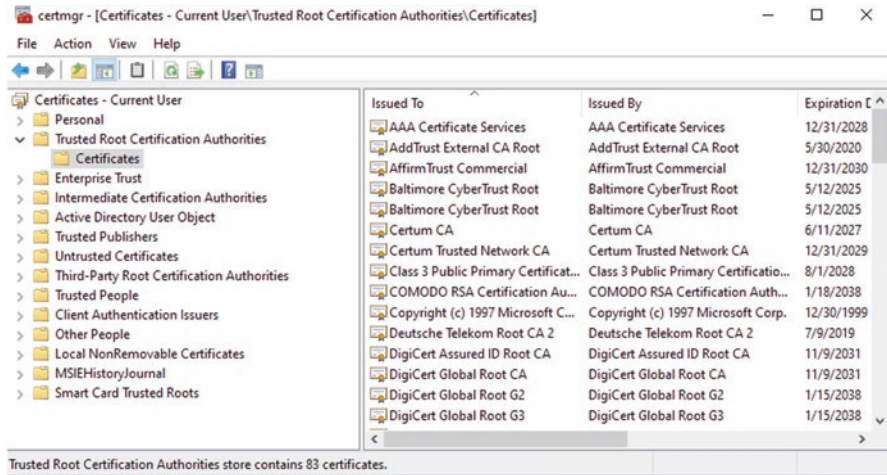 certmgr - [Certificates - Current User\Trusted Root Certification Authorities\Certificates]
File Action View Help
Certificates - Current User
Personal
Trusted Root Certification Authorities
Certificates
Enterprise Trust
Intermediate Certification Authorities
Active Directory User Object
Trusted Publishers
Untrusted Certificates
Third-Party Root Certification Authorities
Trusted People
Client Authentication Issuers
Other People
Local NonRemovable Certificates
MSIEHistoryJournal
Smart Card Trusted Roots
Issued To Issued By Expiration D
AAA Certificate Services AAA Certificate Services 12/31/2028
AddTrust External CA Root AddTrust External CA Root 5/30/2020
AffirmTrust Commercial AffirmTrust Commercial 12/31/2030
Baltimore CyberTrust Root Baltimore CyberTrust Root 5/12/2025
Baltimore CyberTrust Root Baltimore CyberTrust Root 5/12/2025
Certum CA Certum CA 6/11/2027
Certum Trusted Network CA Certum Trusted Network CA 12/31/2029
Class 3 Public Primary Certificat... Class 3 Public Primary Certificatio... 8/1/2028
COMODO RSA Certification Au... COMODO RSA Certification Auth... 1/18/2038
Copyright (c) 1997 Microsoft C... Copyright (c) 1997 Microsoft Corp. 12/30/1999
Deutsche Telekom Root CA 2 Deutsche Telekom Root CA 2 7/9/2019
DigiCert Assured ID Root CA DigiCert Assured ID Root CA 11/9/2031
DigiCert Global Root CA DigiCert Global Root CA 11/9/2031
DigiCert Global Root G2 DigiCert Global Root G2 1/15/2038
DigiCert Global Root G3 DigiCert Global Root G3 1/15/2038
Trusted Root Certification Authorities store contains 83 certificates.